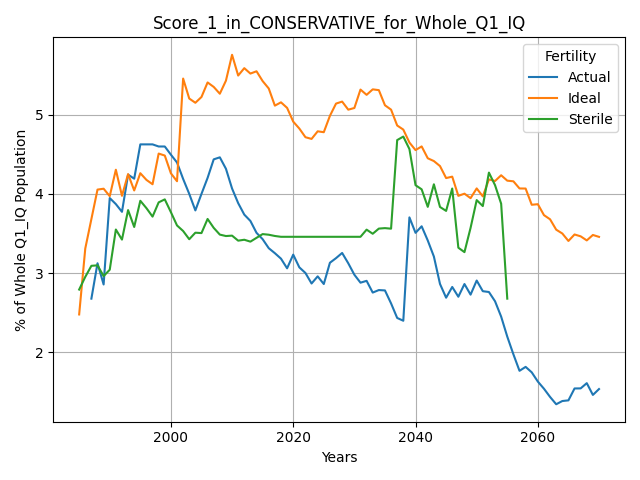 Score_1_in_CONSERVATIVE_for_Whole_Q1_IQ
Fertility
Actual
Ideal
Sterile
% of Whole Q1_IQ Population
5
4
3
2
2000
2020
2040
2060
Years